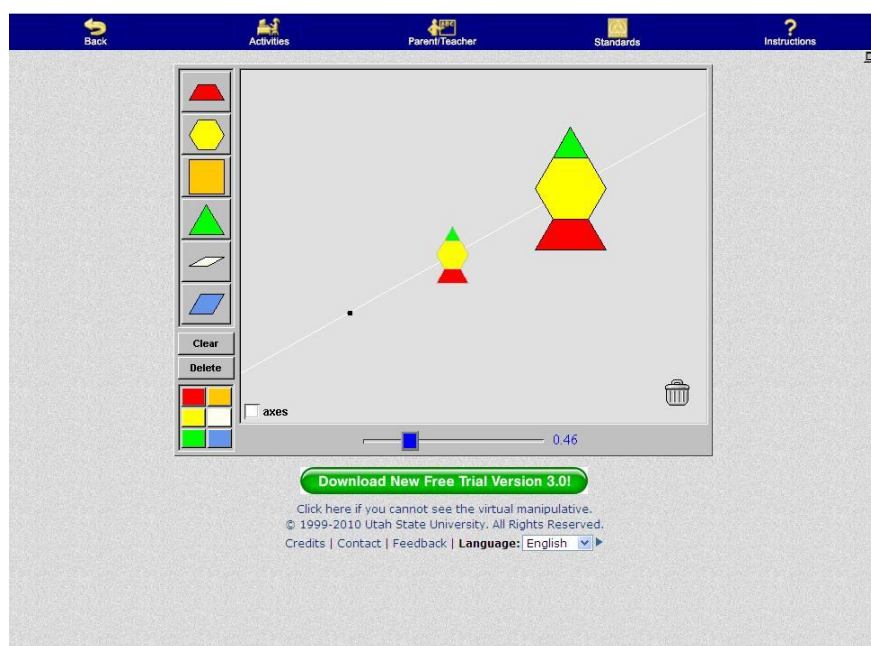 Back Activities Parent/Teacher Standards Instructions
Clear
Delete
axes
0.46
Download New Free Trial Version 3.0!
Click here if you cannot see the virtual manipulative.
© 1999-2010 Utah State University. All Rights Reserved.
Credits | Contact | Feedback | Language: English